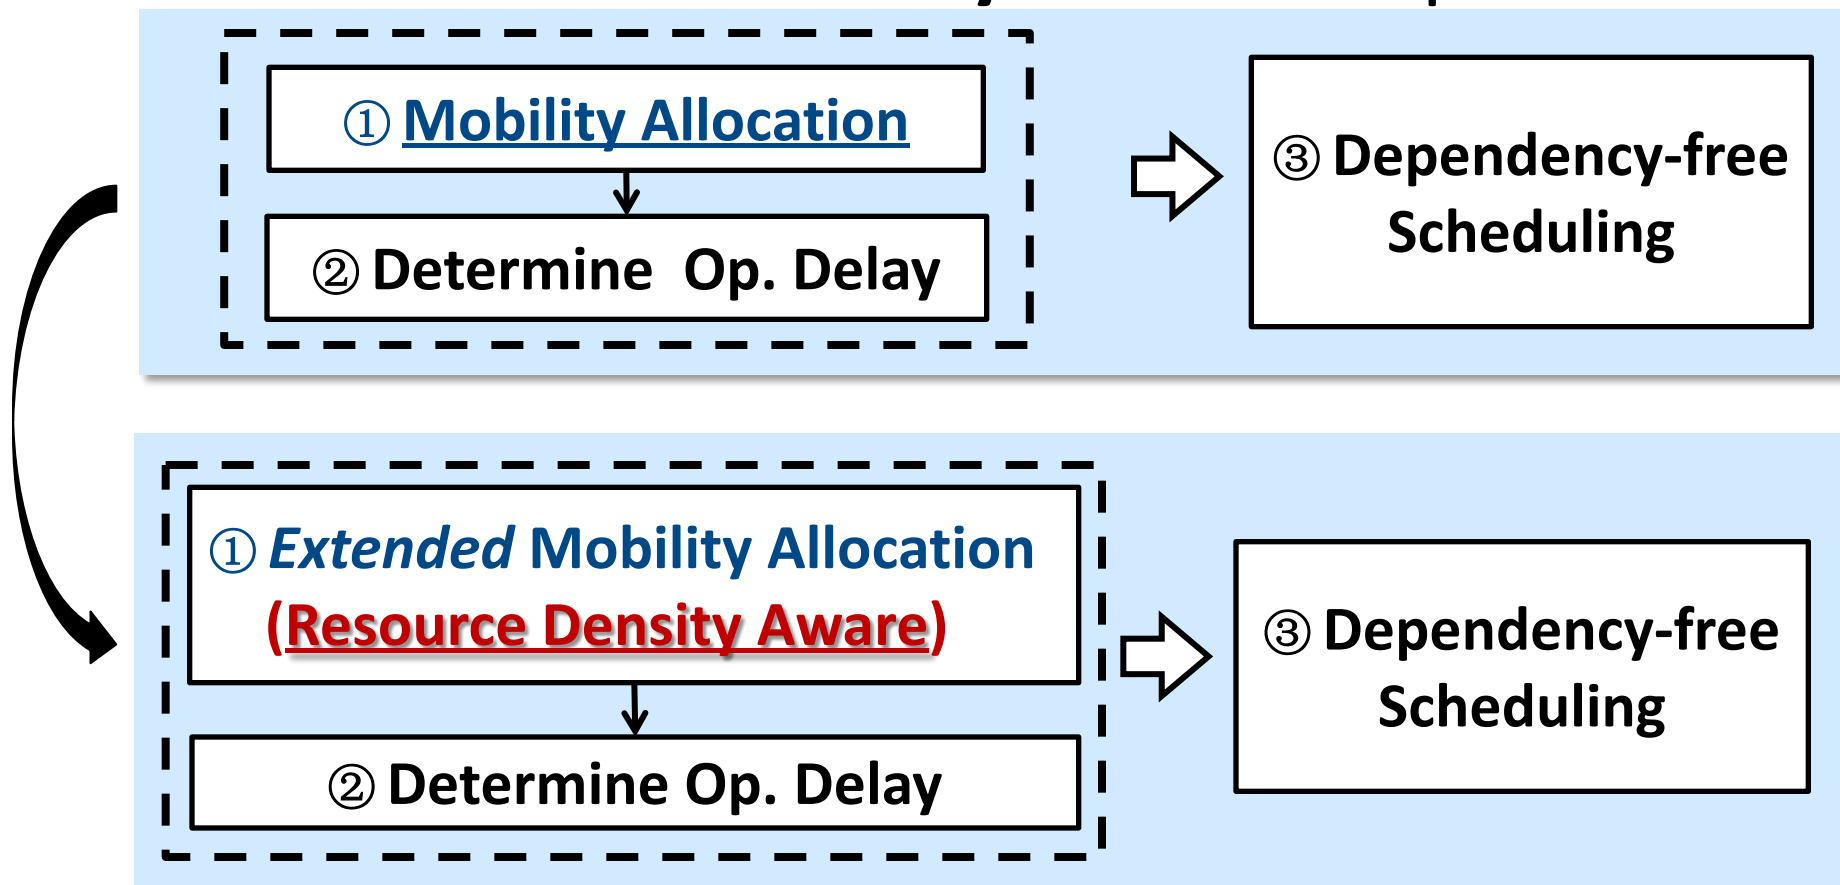 ① Mobility Allocation
② Determine Op. Delay
③ Dependency-free
Scheduling
① Extended Mobility Allocation
(Resource Density Aware)
② Determine Op. Delay
③ Dependency-free
Scheduling